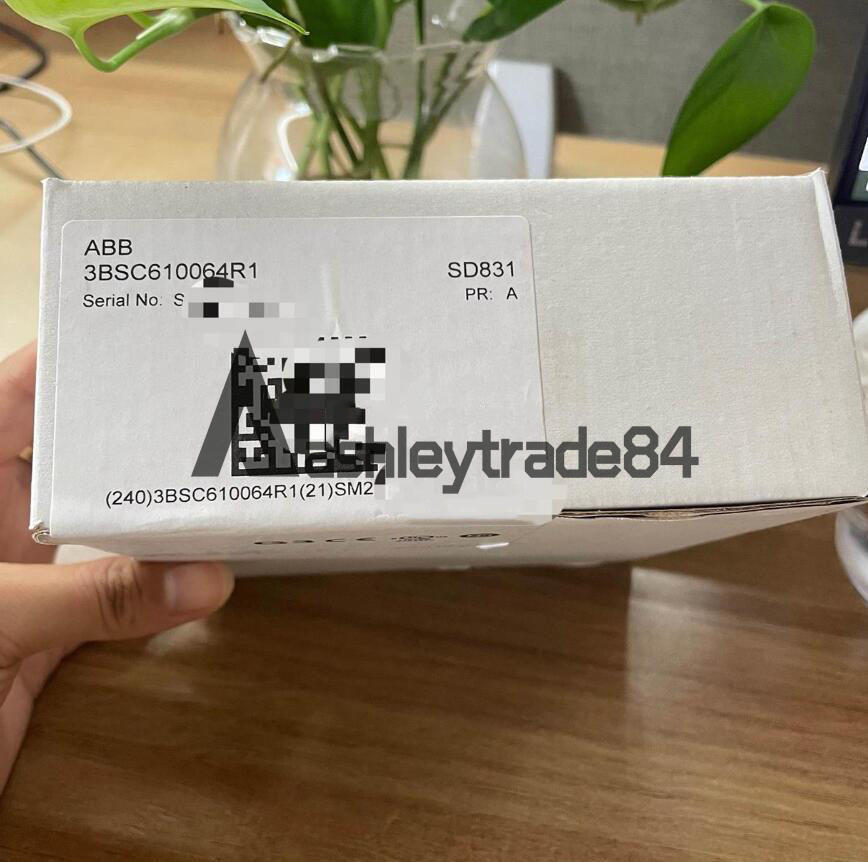 ABB
3BSC610064R1
SD831
Serial No: S
PR: A
ashleytrade84
(240)3BSC610064R1(21)SM2